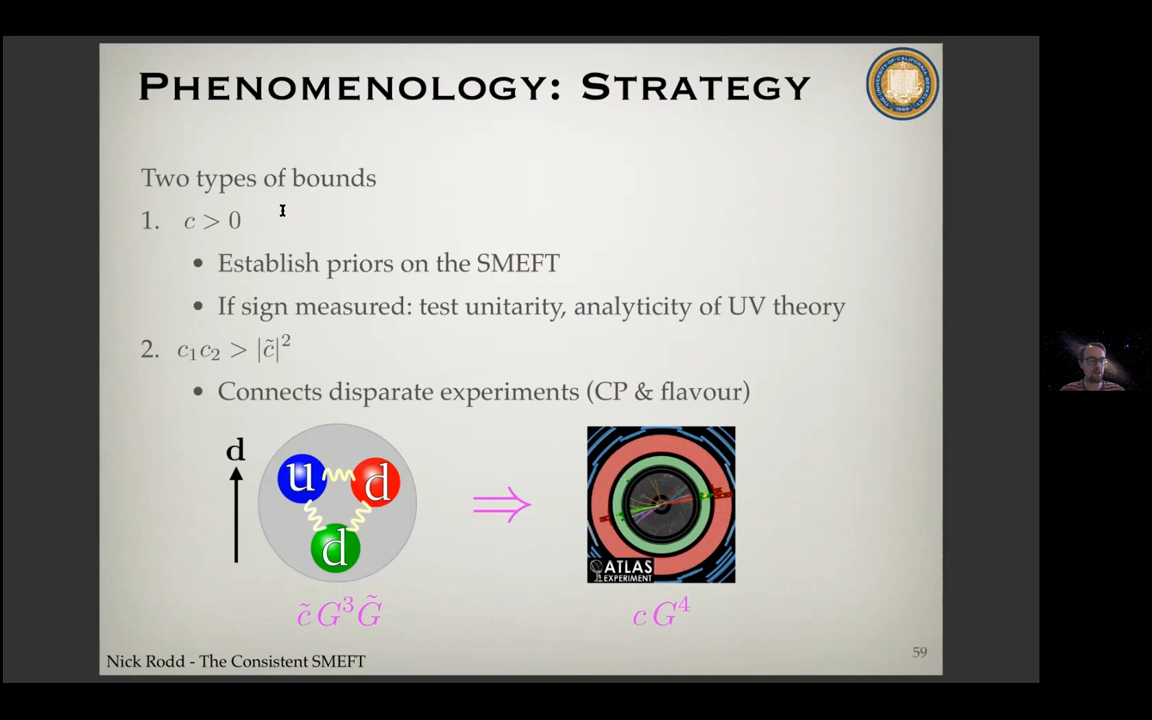 PHENOMENOLOGY: STRATEGY
Two types of bounds
1. c > 0
• Establish priors on the SMEFT
• If sign measured: test unitarity, analyticity of UV theory
2. c₁c₂ > |c̃|²
• Connects disparate experiments (CP & flavour)
d
u d
d
⇒
ATLAS
EXPERIMENT
c̃ G³G̃
c G⁴
Nick Rodd - The Consistent SMEFT
59